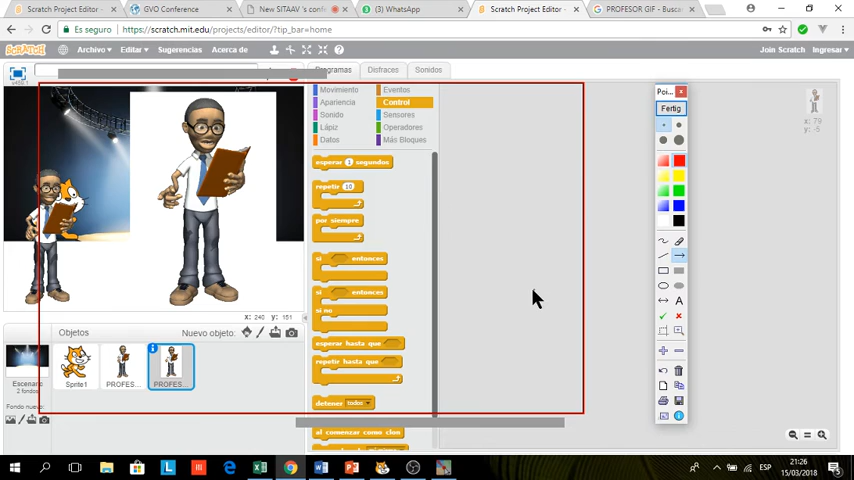 Scratch Project Editor -
GVO Conference
New SITAAV 's confi
(3) WhatsApp
Scratch Project Editor -
PROFESOR GIF - Busca
Es seguro https://scratch.mit.edu/projects/editor/?tip_bar=home
SCRATCH Archivo Editar Sugerencias Acerca de Join Scratch Ingresar
Programas Disfraces Sonidos
v459.1
Movimiento Eventos
Apariencia Control
Sonido Sensores
Lápiz Operadores
Datos Más Bloques
esperar 1 segundos
repetir 10
por siempre
si entonces
si entonces
si no
esperar hasta que
repetir hasta que
detener todos
al comenzar como clon
x: 240 y: 151
Objetos Nuevo objeto:
Escenario
2 fondos
Fondo nuevo:
Sprite1
PROFES...
PROFES...
x: 79
y: -5
Poi...
Fertig
A
ESP
21:26
15/03/2018